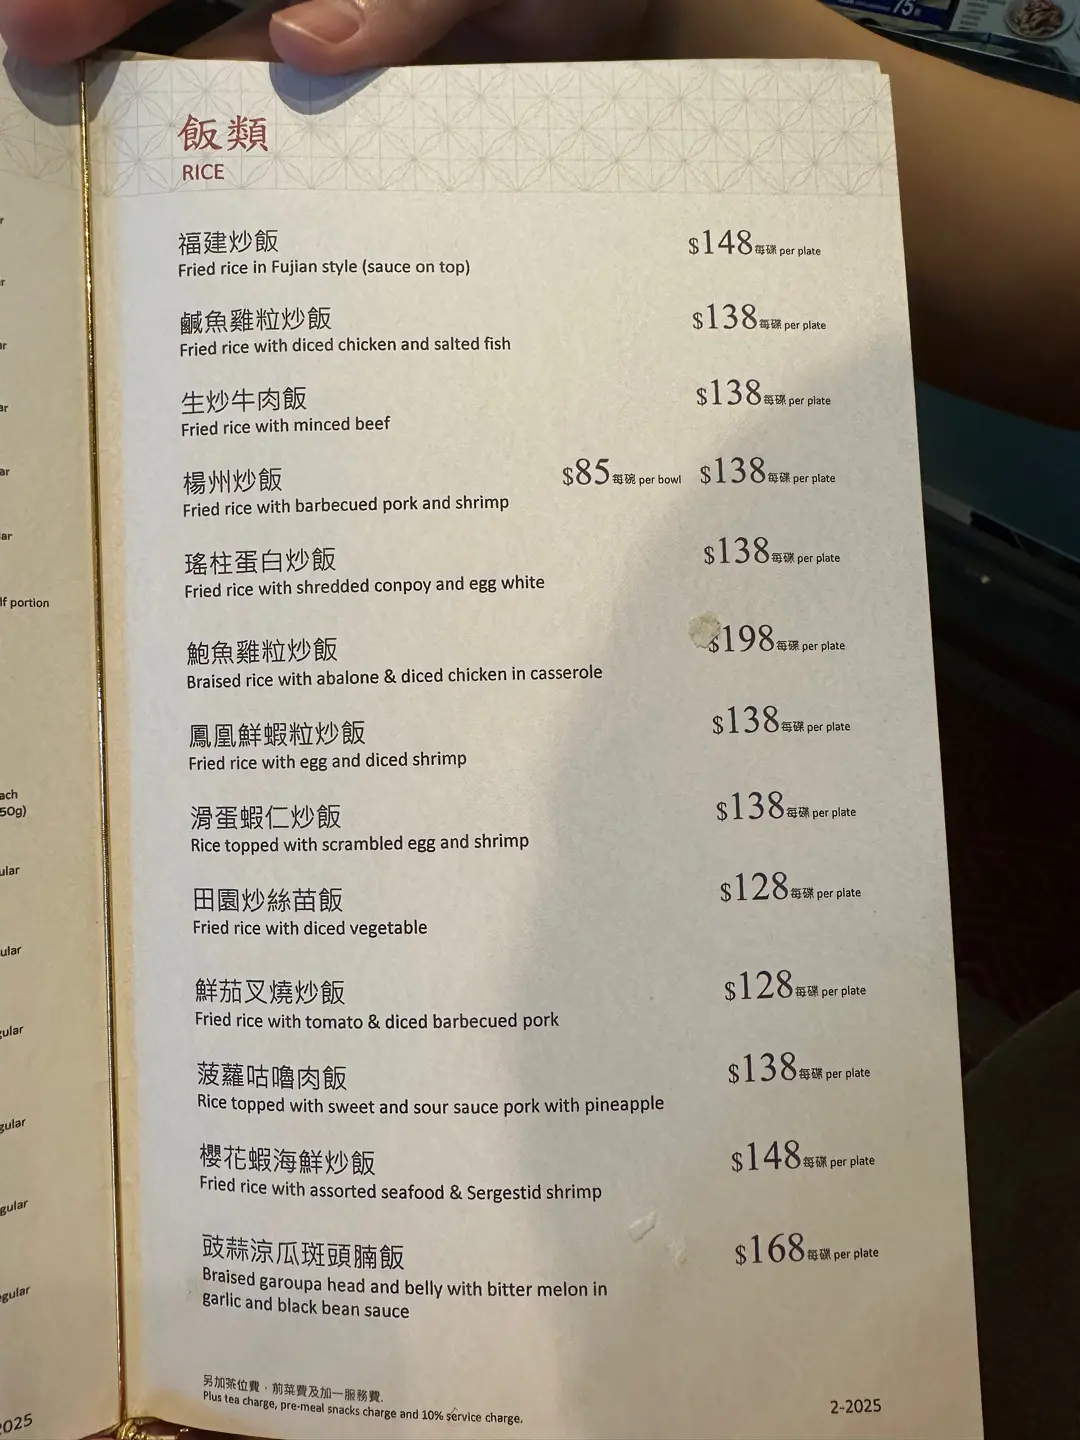 75
飯類
RICE
福建炒飯 $148每碟 per plate
Fried rice in Fujian style (sauce on top)
鹹魚雞粒炒飯 $138每碟 per plate
Fried rice with diced chicken and salted fish
生炒牛肉飯 $138每碟 per plate
Fried rice with minced beef
楊州炒飯 $85每碗 per bowl $138每碟 per plate
Fried rice with barbecued pork and shrimp
瑤柱蛋白炒飯 $138每碟 per plate
Fried rice with shredded conpoy and egg white
lf portion
鮑魚雞粒炒飯 $198每碟 per plate
Braised rice with abalone & diced chicken in casserole
鳳凰鮮蝦粒炒飯 $138每碟 per plate
Fried rice with egg and diced shrimp
ach
50g)
滑蛋蝦仁炒飯 $138每碟 per plate
Rice topped with scrambled egg and shrimp
ular
田園炒絲苗飯 $128每碟 per plate
Fried rice with diced vegetable
ular
鮮茄叉燒炒飯 $128每碟 per plate
Fried rice with tomato & diced barbecued pork
gular
菠蘿咕嚕肉飯 $138每碟 per plate
Rice topped with sweet and sour sauce pork with pineapple
gular
櫻花蝦海鮮炒飯 $148每碟 per plate
Fried rice with assorted seafood & Sergestid shrimp
gular
豉蒜涼瓜斑頭腩飯 $168每碟 per plate
Braised garoupa head and belly with bitter melon in
garlic and black bean sauce
egular
另加茶位費，前菜費及加一服務費.
Plus tea charge, pre-meal snacks charge and 10% service charge.
2-2025
2025